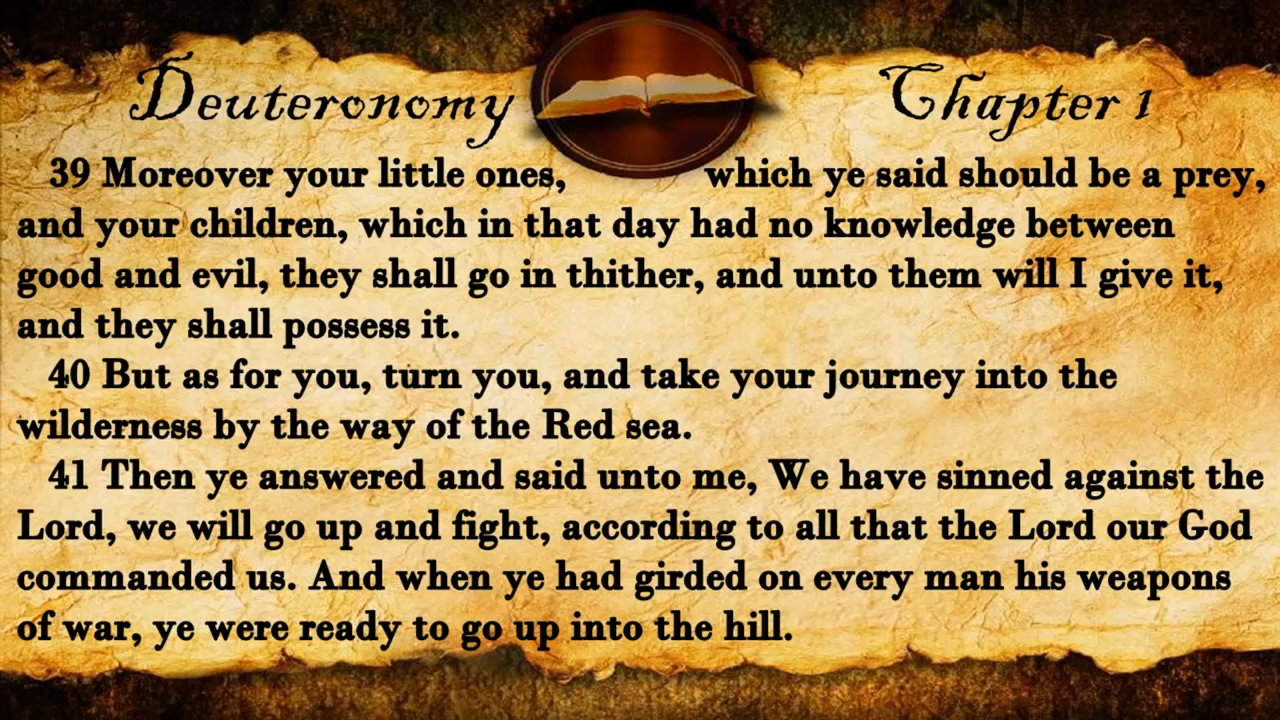 Deuteronomy Chapter 1
39 Moreover your little ones, which ye said should be a prey,
and your children, which in that day had no knowledge between
good and evil, they shall go in thither, and unto them will I give it,
and they shall possess it.
40 But as for you, turn you, and take your journey into the
wilderness by the way of the Red sea.
41 Then ye answered and said unto me, We have sinned against the
Lord, we will go up and fight, according to all that the Lord our God
commanded us. And when ye had girded on every man his weapons
of war, ye were ready to go up into the hill.